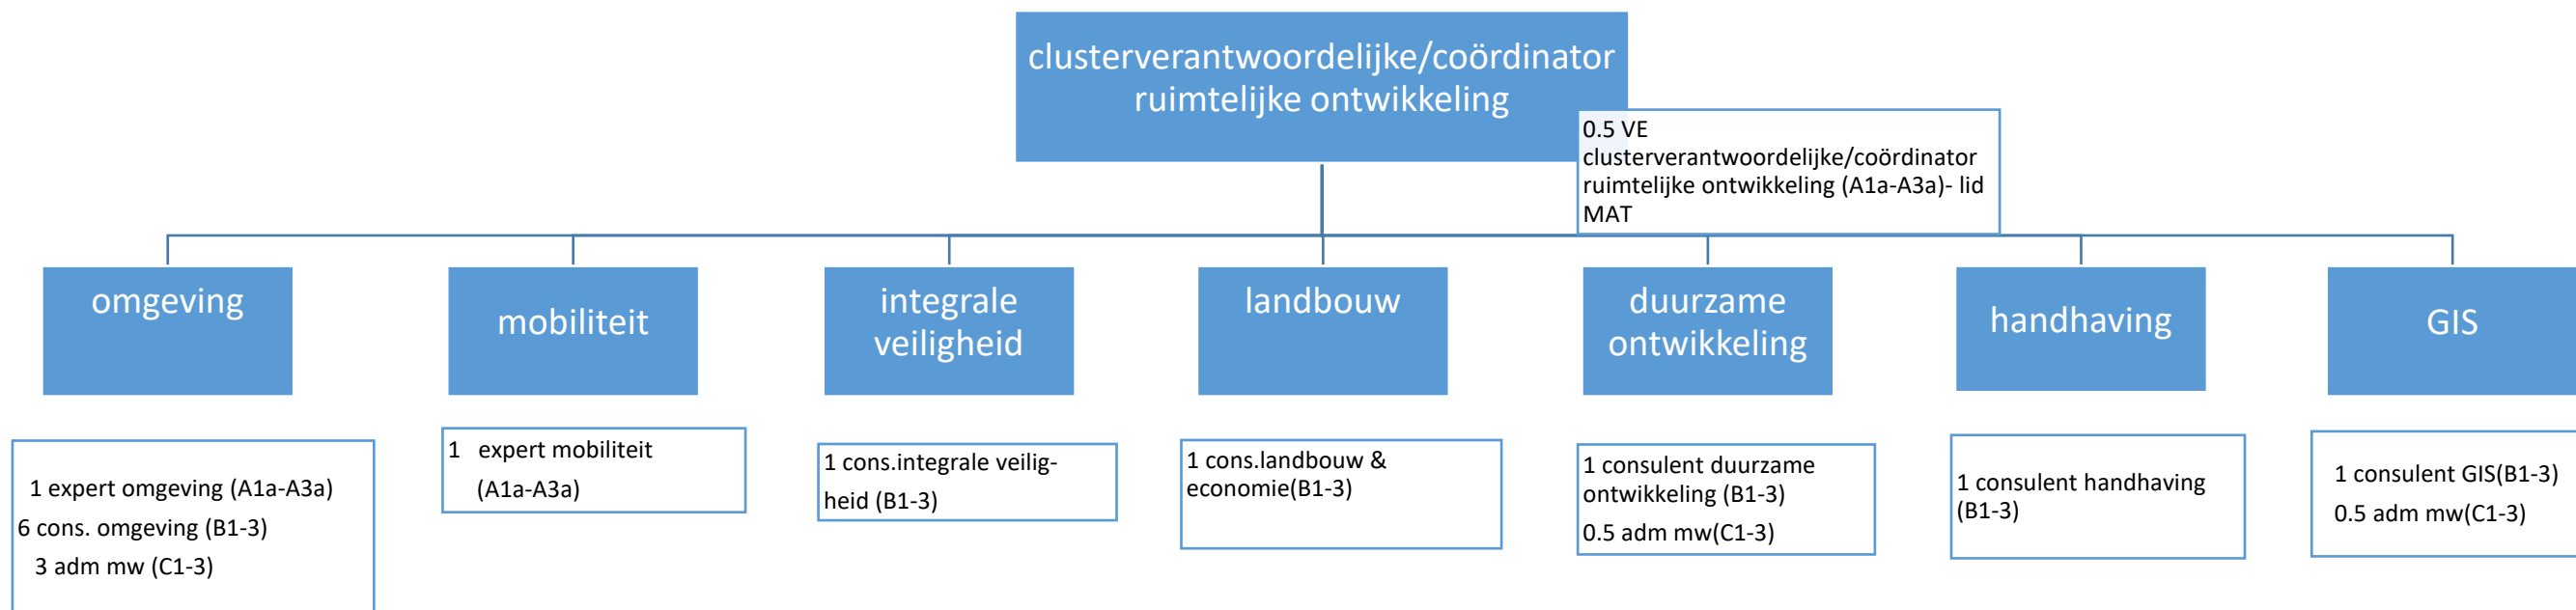 clusterverantwoordelijke/coördinator
ruimtelijke ontwikkeling
0.5 VE
clusterverantwoordelijke/coördinator
ruimtelijke ontwikkeling (A1a-A3a)- lid
MAT
omgeving
mobiliteit
integrale
veiligheid
landbouw
duurzame
ontwikkeling
handhaving
GIS
1 expert omgeving (A1a-A3a)
6 cons. omgeving (B1-3)
3 adm mw (C1-3)
1 expert mobiliteit
(A1a-A3a)
1 cons.integrale veilig-
heid (B1-3)
1 cons.landbouw &
economie(B1-3)
1 consulent duurzame
ontwikkeling (B1-3)
0.5 adm mw(C1-3)
1 consulent handhaving
(B1-3)
1 consulent GIS(B1-3)
0.5 adm mw(C1-3)